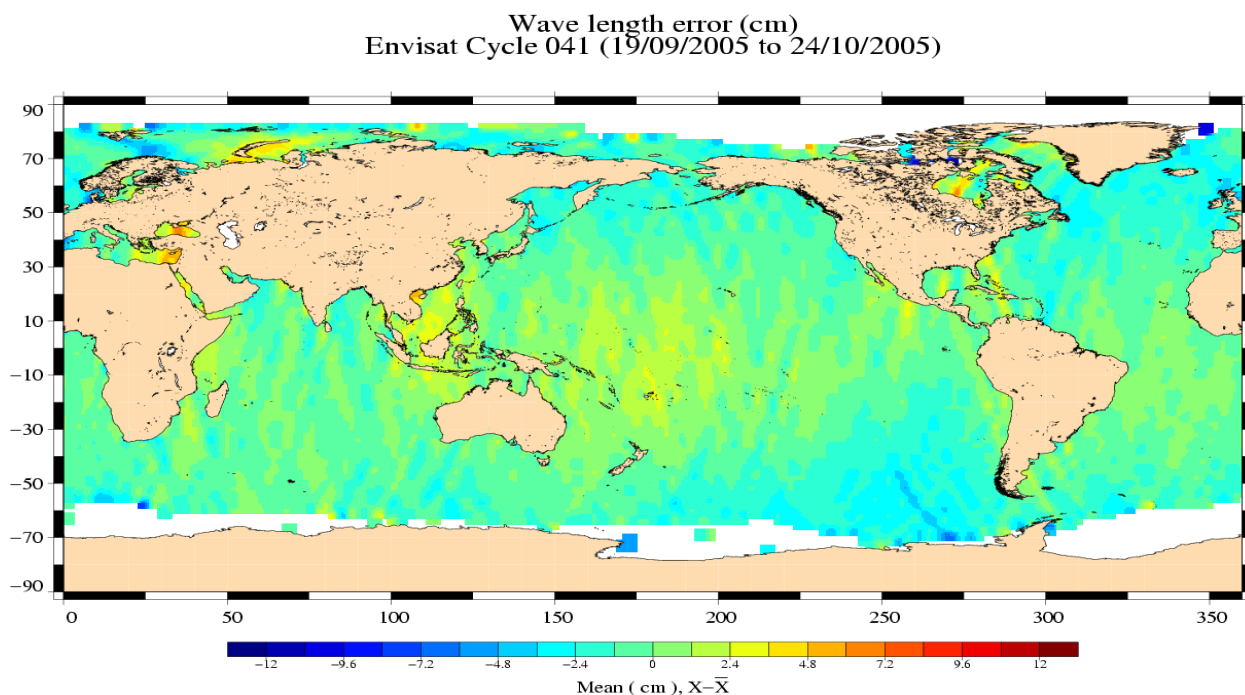 Wave length error (cm)
Envisat Cycle 041 (19/09/2005 to 24/10/2005)
90
70
50
30
10
−10
−30
−50
−70
−90
0 50 100 150 200 250 300 350
−12 −9.6 −7.2 −4.8 −2.4 0 2.4 4.8 7.2 9.6 12
Mean ( cm ), X−X̅